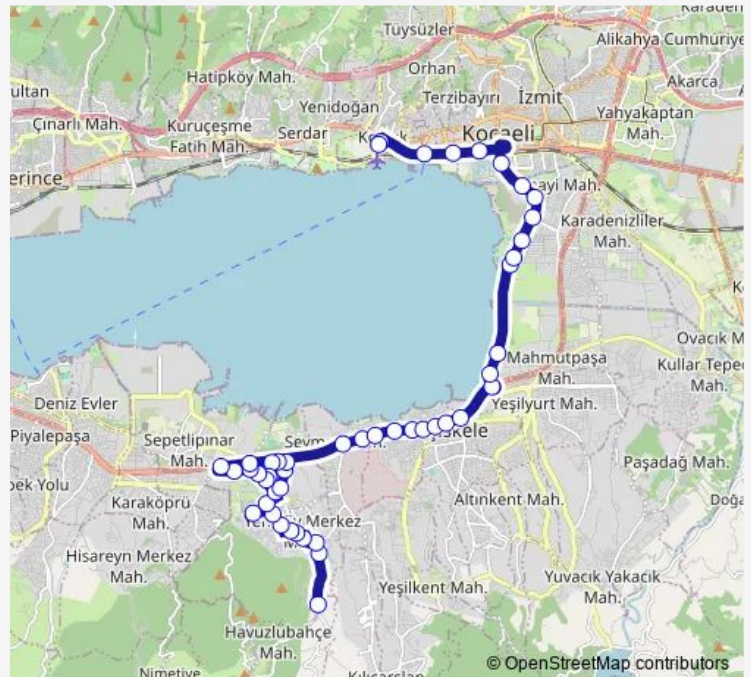 Karaden
Tüysüzler
Alikahya Cumhuriye
Orhan
Hatipköy Mah.
Akarca
ultan
Terzibayırı
İzmit
Yenidoğan
Yahyakaptan
Mah.
Çınarlı Mah.
Kuruçeşme
Fatih Mah.
Serdar
Kocaeli
erince
Mah.
Karadenizliler
Mah.
Ovacık M
Mahmutpaşa
Mah.
Kullar Tepe
Mah.
Deniz Evler
Yeşilyurt Mah.
Piyalepaşa
Sepetlipınar
Mah.
Paşadağ Mah.
bek Yolu
Altınkent Mah.
Karaköprü
Mah.
Merkez
Hisareyn Merkez
Mah.
Yeşilkent Mah.
Yuvacık Yakacık
Mah.
Havuzlubahçe
Mah.
Nimetiye
© OpenStreetMap contributors